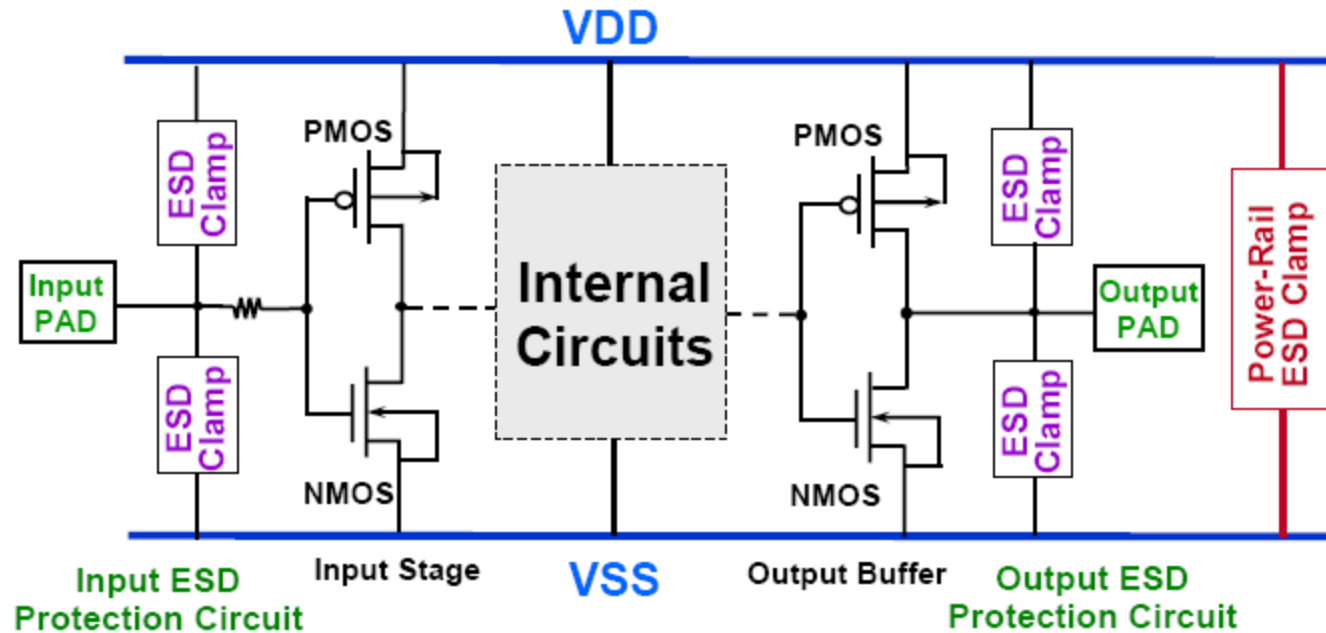 VDD
PMOS
PMOS
ESD
Clamp
ESD
Clamp
Power-Rail
ESD Clamp
Input
PAD
Internal
Circuits
Output
PAD
ESD
Clamp
ESD
Clamp
NMOS
NMOS
Input ESD
Protection Circuit
Input Stage
VSS
Output Buffer
Output ESD
Protection Circuit